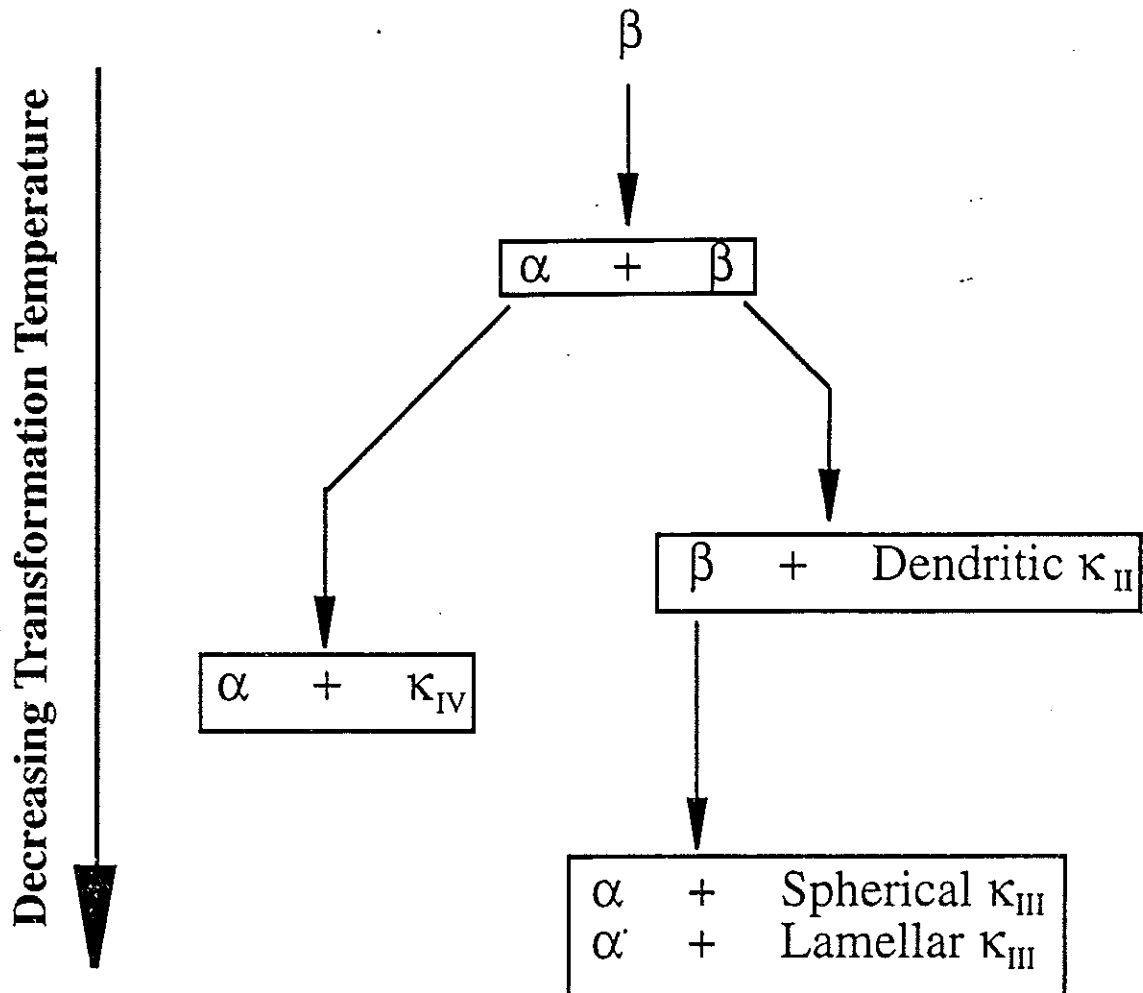 β
Decreasing Transformation Temperature
α + β
β + Dendritic κII
α + κIV
α + Spherical κIII
α + Lamellar κIII